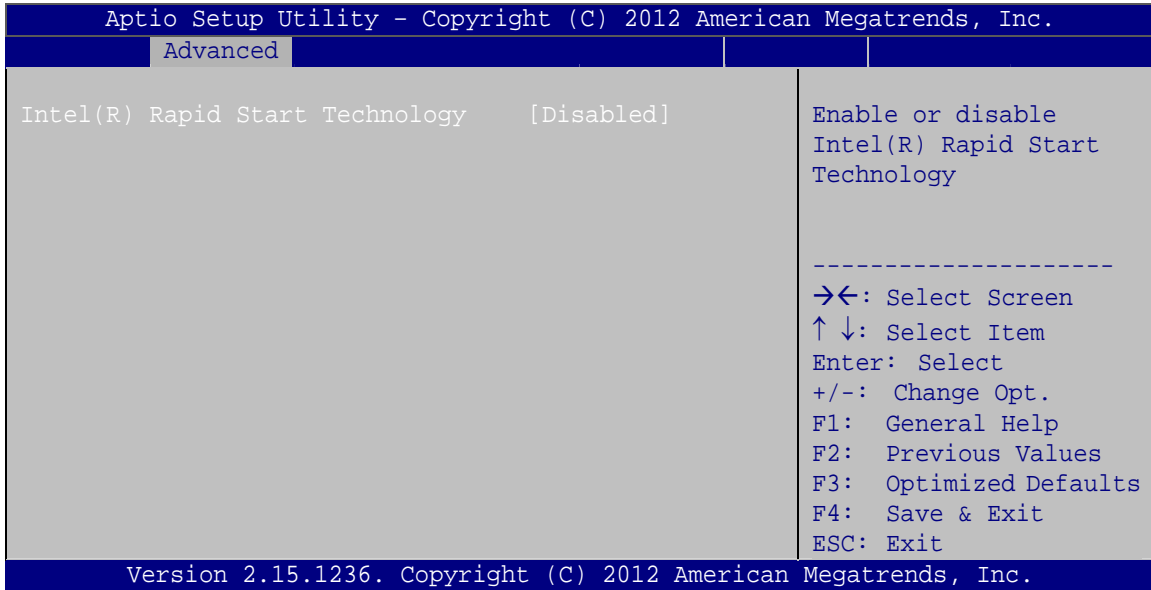 Aptio Setup Utility – Copyright (C) 2012 American Megatrends, Inc.
Advanced
Intel(R) Rapid Start Technology [Disabled]
Enable or disable
Intel(R) Rapid Start
Technology
---------------------
→←: Select Screen
↑ ↓: Select Item
Enter: Select
+/-: Change Opt.
F1: General Help
F2: Previous Values
F3: Optimized Defaults
F4: Save & Exit
ESC: Exit
Version 2.15.1236. Copyright (C) 2012 American Megatrends, Inc.